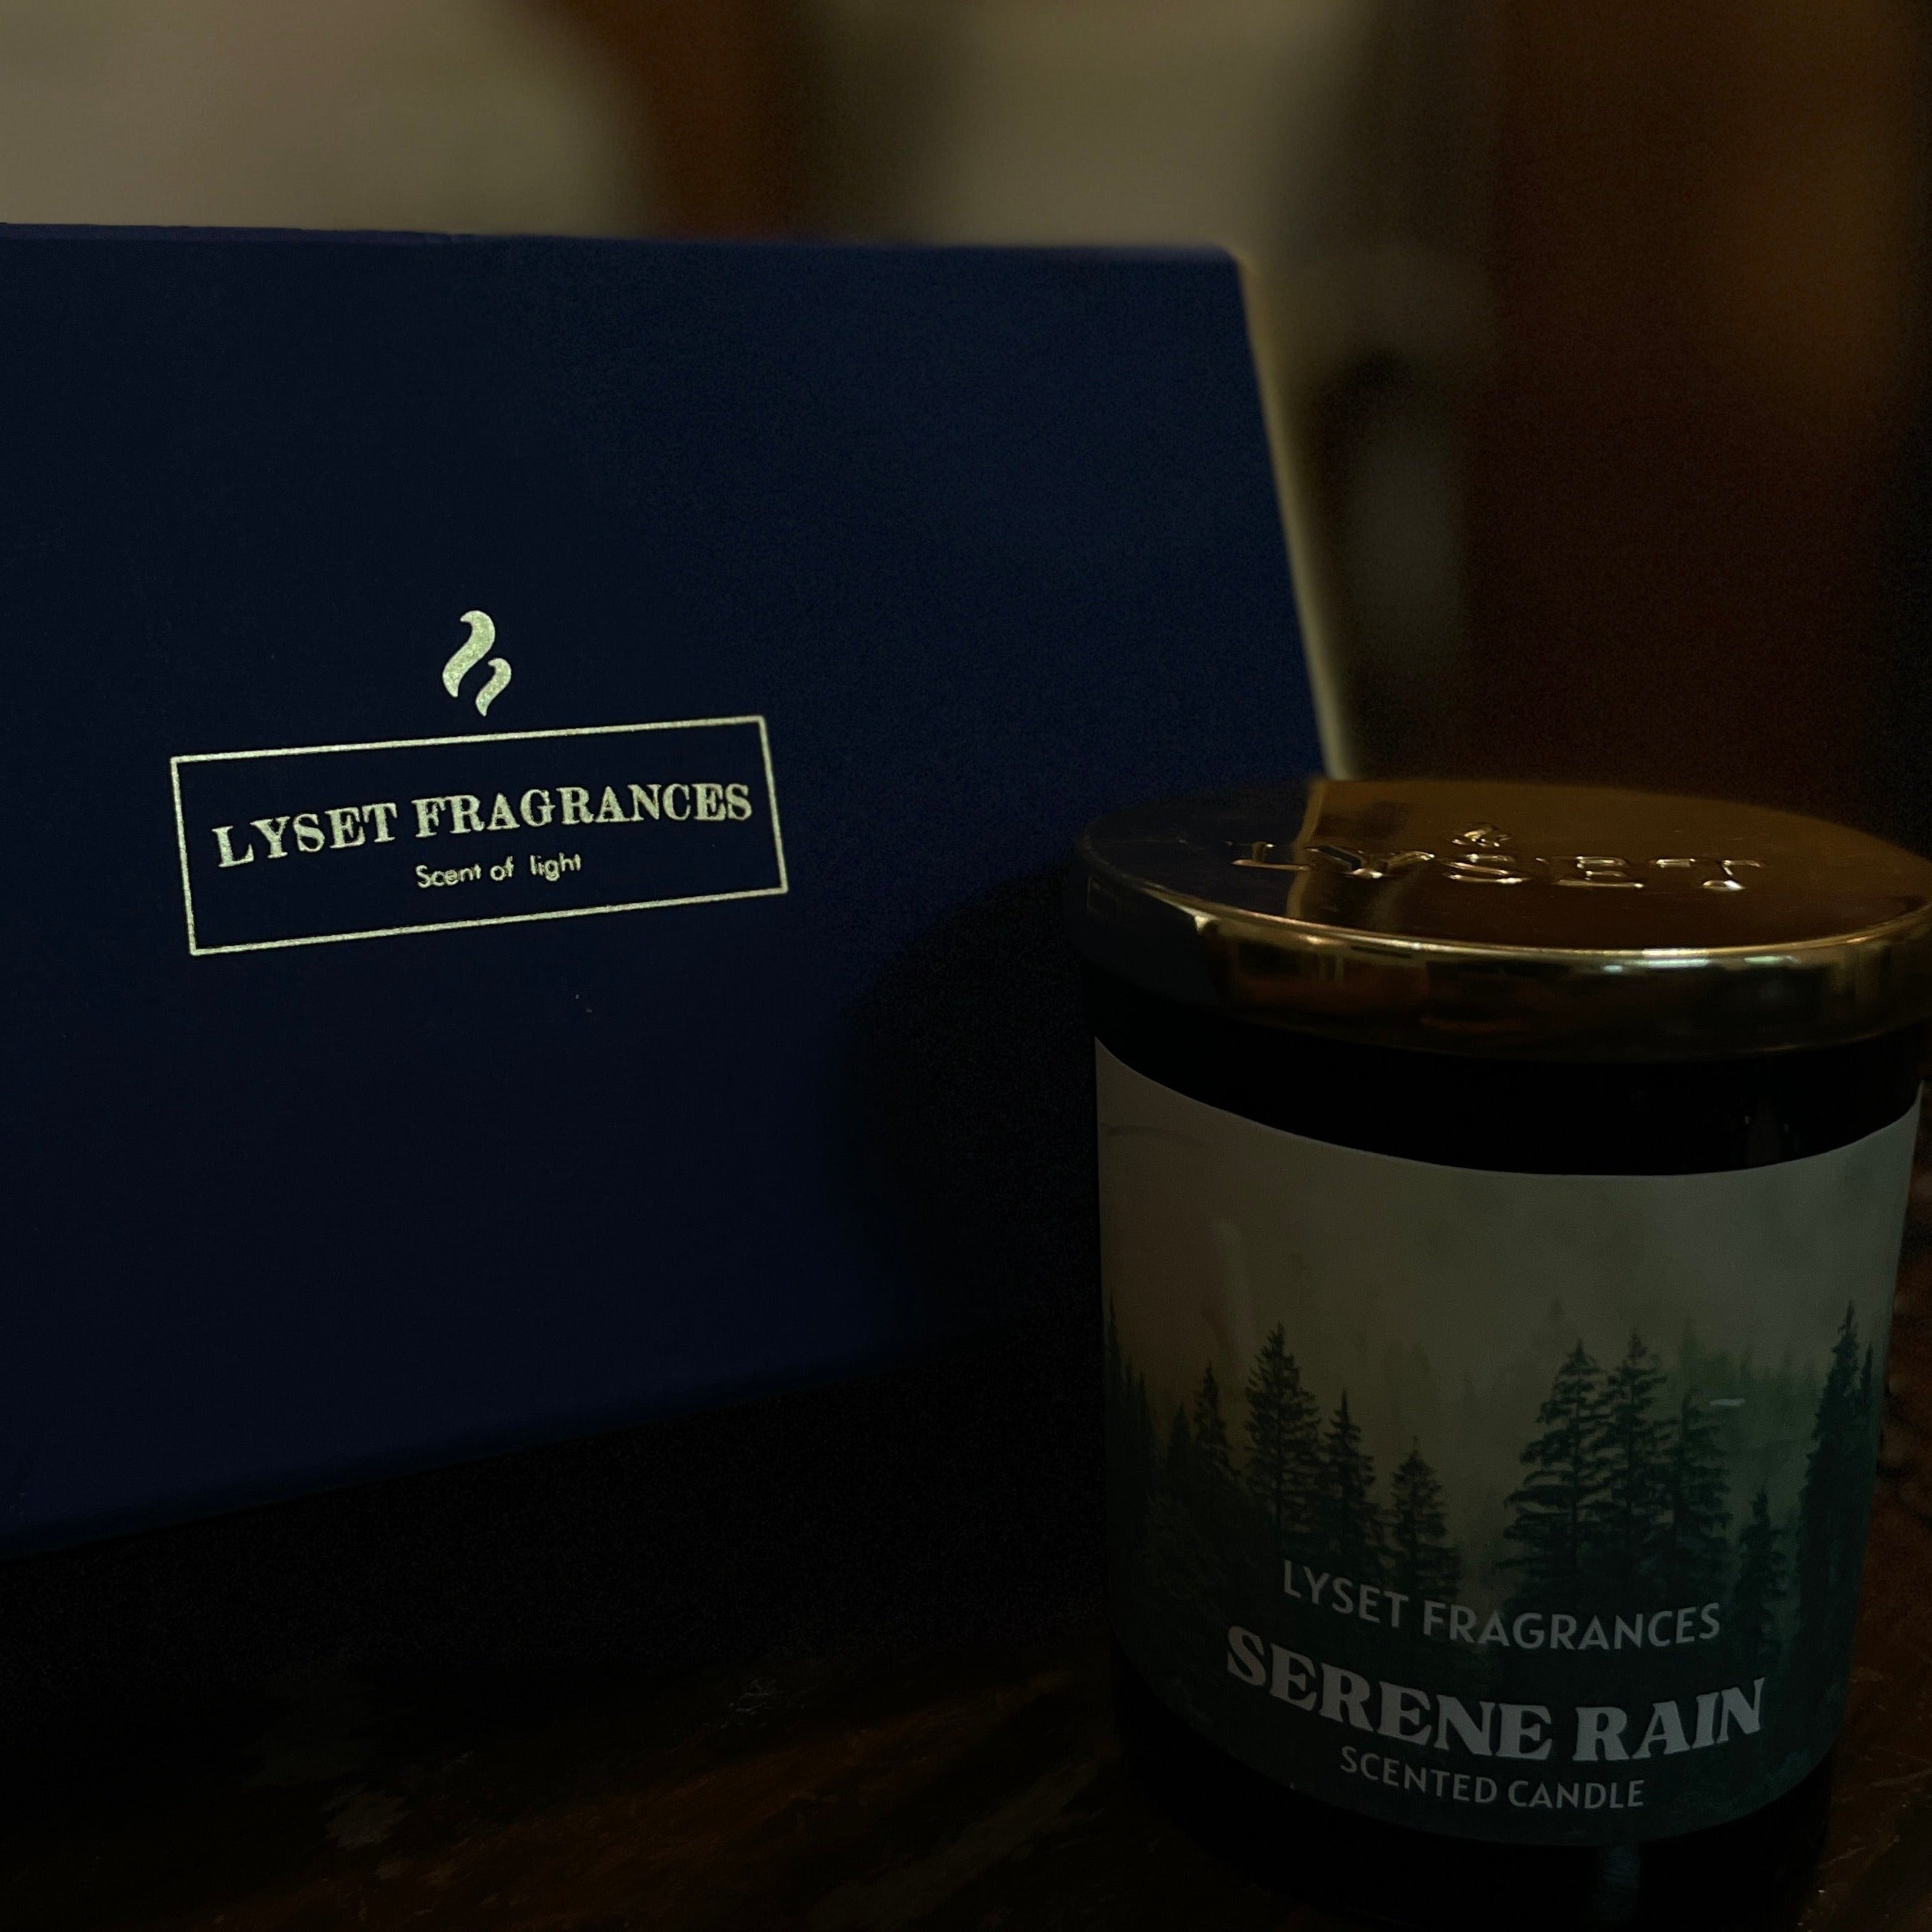 LYSET FRAGRANCES
Scent of light
LYSET
LYSET FRAGRANCES
SERENE RAIN
SCENTED CANDLE